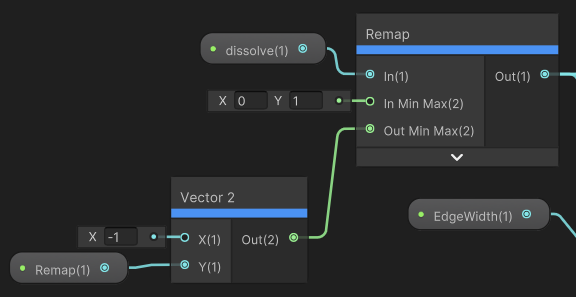 Remap
dissolve(1)
In(1)
Out(1)
X 0 Y 1
In Min Max(2)
Out Min Max(2)
Vector 2
EdgeWidth(1)
X -1
X(1)
Out(2)
Remap(1)
Y(1)